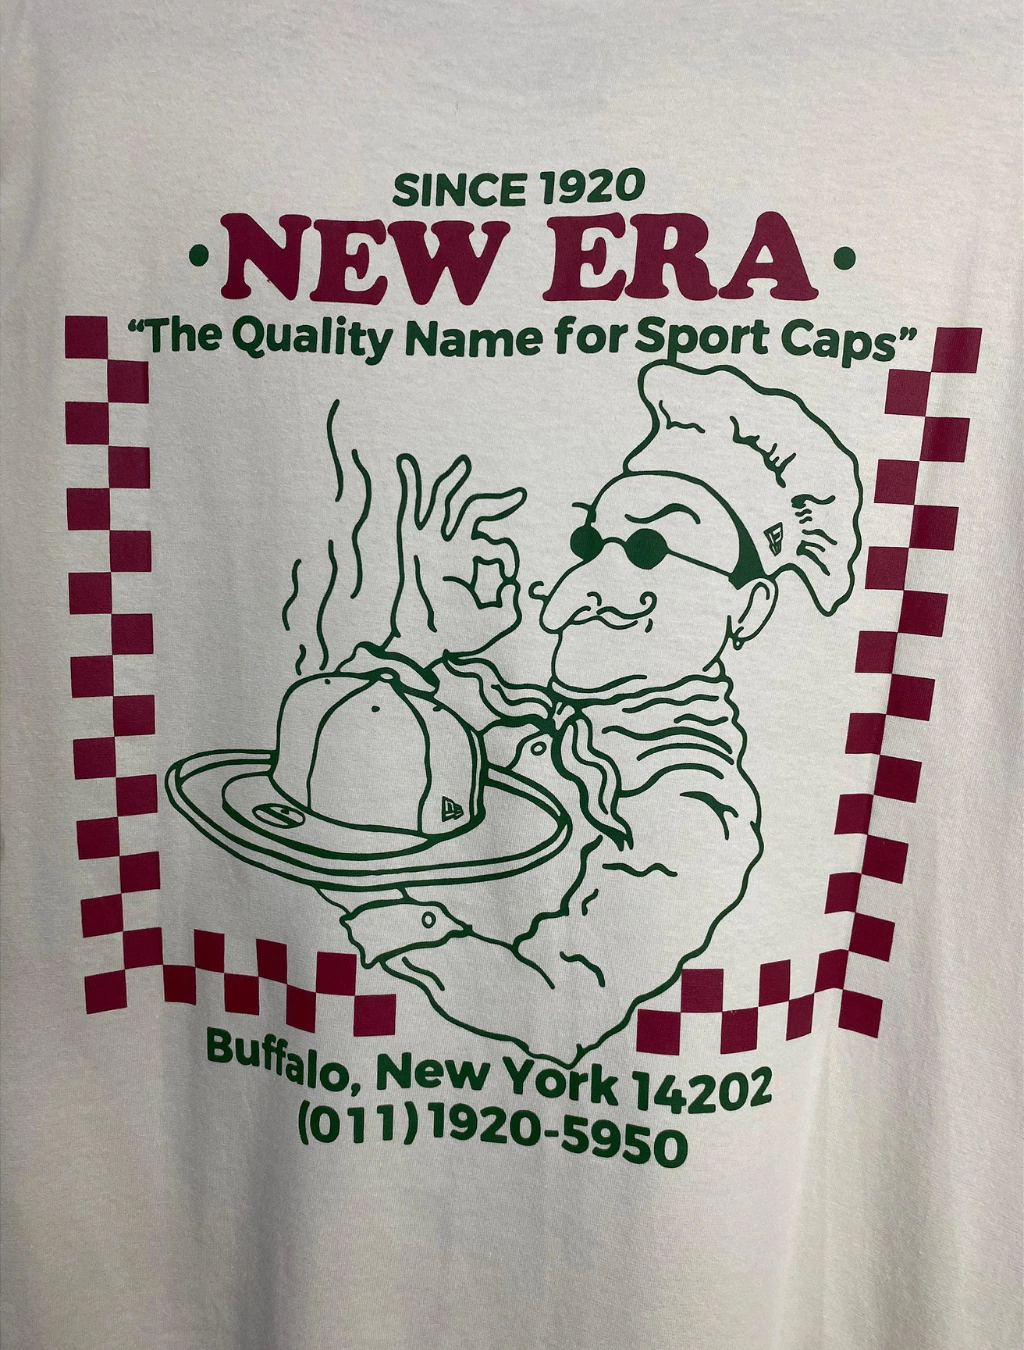 SINCE 1920
• NEW ERA •
“The Quality Name for Sport Caps”
Buffalo, New York 14202
(011) 1920-5950